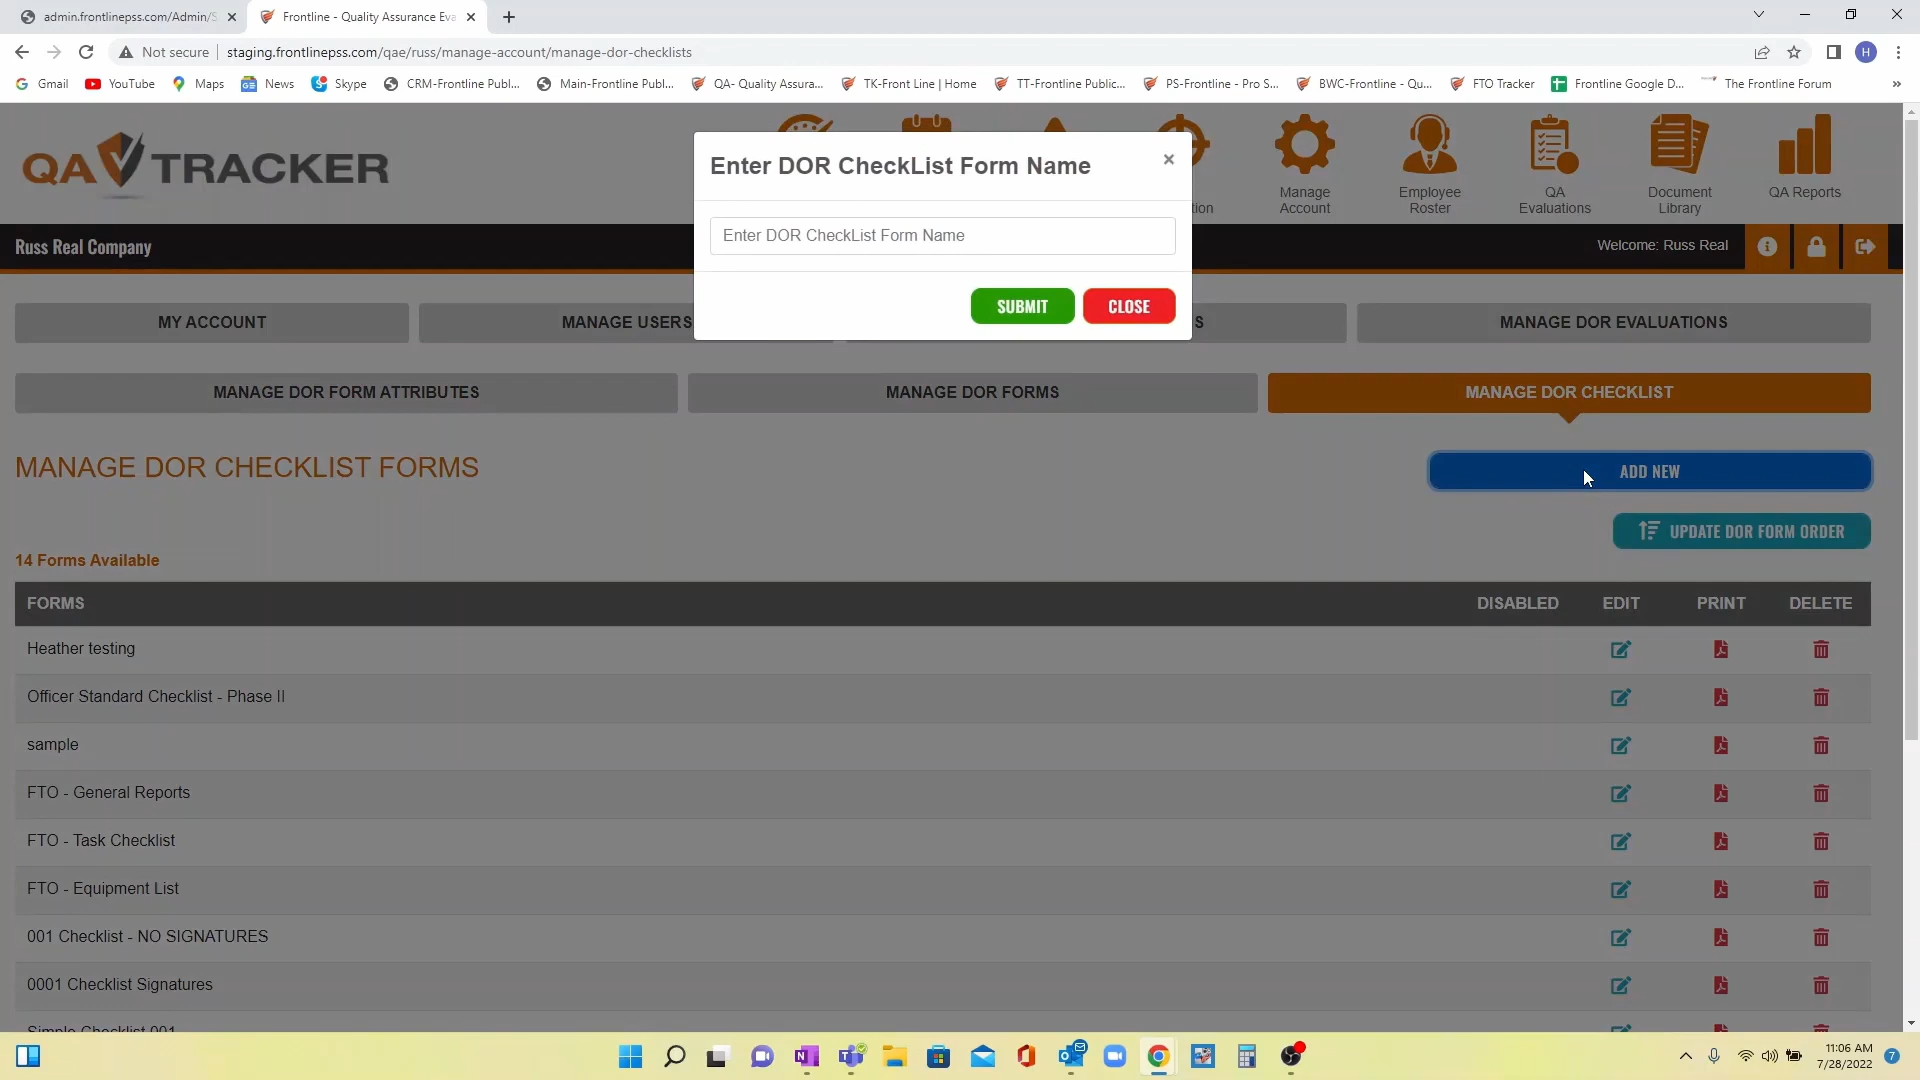 admin.frontlinepss.com/Admin/S
Frontline - Quality Assurance Eva
Not secure
staging.frontlinepss.com/qae/russ/manage-account/manage-dor-checklists
H
Gmail
YouTube
Maps
News
Skype
CRM-Frontline Publ...
Main-Frontline Publ...
QA- Quality Assura...
TK-Front Line | Home
TT-Frontline Public...
PS-Frontline - Pro S...
BWC-Frontline - Qu...
FTO Tracker
Frontline Google D...
The Frontline Forum
QA TRACKER
tion
Manage Account
Employee Roster
QA Evaluations
Document Library
QA Reports
Enter DOR CheckList Form Name
×
Enter DOR CheckList Form Name
SUBMIT
CLOSE
Russ Real Company
Welcome: Russ Real
MY ACCOUNT
MANAGE USERS
S
MANAGE DOR EVALUATIONS
MANAGE DOR FORM ATTRIBUTES
MANAGE DOR FORMS
MANAGE DOR CHECKLIST
MANAGE DOR CHECKLIST FORMS
ADD NEW
UPDATE DOR FORM ORDER
14 Forms Available
FORMS DISABLED EDIT PRINT DELETE
Heather testing
Officer Standard Checklist - Phase II
sample
FTO - General Reports
FTO - Task Checklist
FTO - Equipment List
001 Checklist - NO SIGNATURES
0001 Checklist Signatures
Simple Checklist 001
11:06 AM
7/28/2022
7